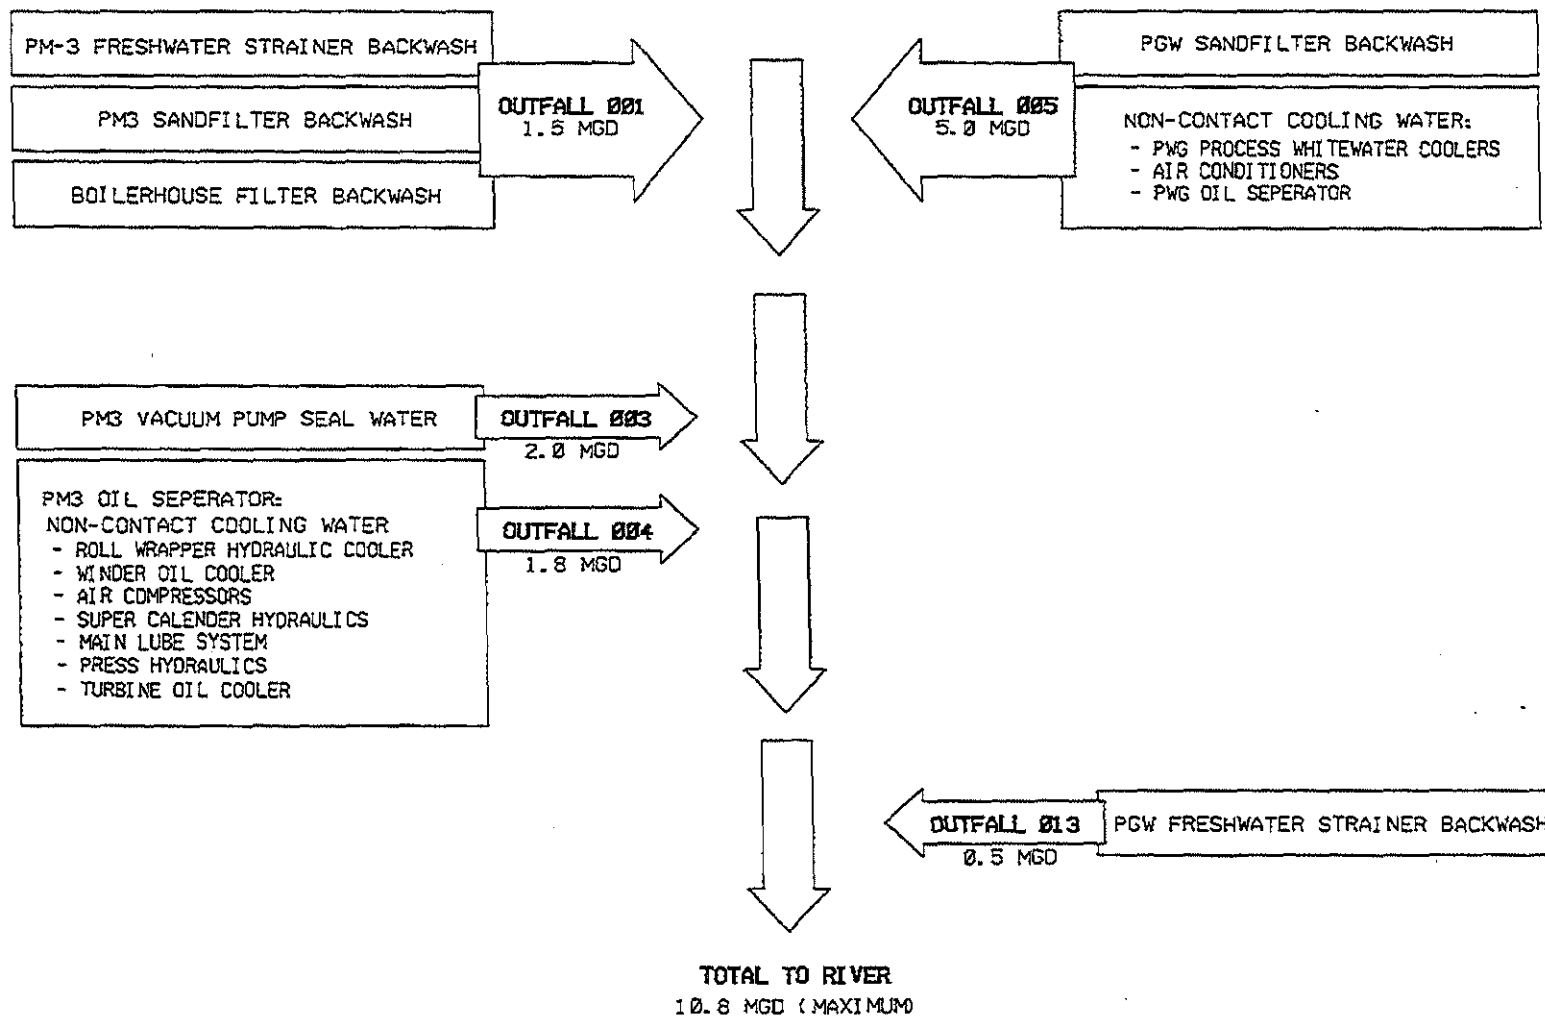 PM-3 FRESHWATER STRAINER BACKWASH
PM3 SANDFILTER BACKWASH
BOILERHOUSE FILTER BACKWASH
OUTFALL 001
1.5 MGD
OUTFALL 005
5.0 MGD
PGW SANDFILTER BACKWASH
NON-CONTACT COOLING WATER:
- PWG PROCESS WHITEWATER COOLERS
- AIR CONDITIONERS
- PWG OIL SEPERATOR
PM3 VACUUM PUMP SEAL WATER
OUTFALL 003
2.0 MGD
PM3 OIL SEPERATOR:
NON-CONTACT COOLING WATER
- ROLL WRAPPER HYDRAULIC COOLER
- WINDER OIL COOLER
- AIR COMPRESSORS
- SUPER CALENDER HYDRAULICS
- MAIN LUBE SYSTEM
- PRESS HYDRAULICS
- TURBINE OIL COOLER
OUTFALL 004
1.8 MGD
OUTFALL 013
0.5 MGD
PGW FRESHWATER STRAINER BACKWASH
TOTAL TO RIVER
10.8 MGD (MAXIMUM)